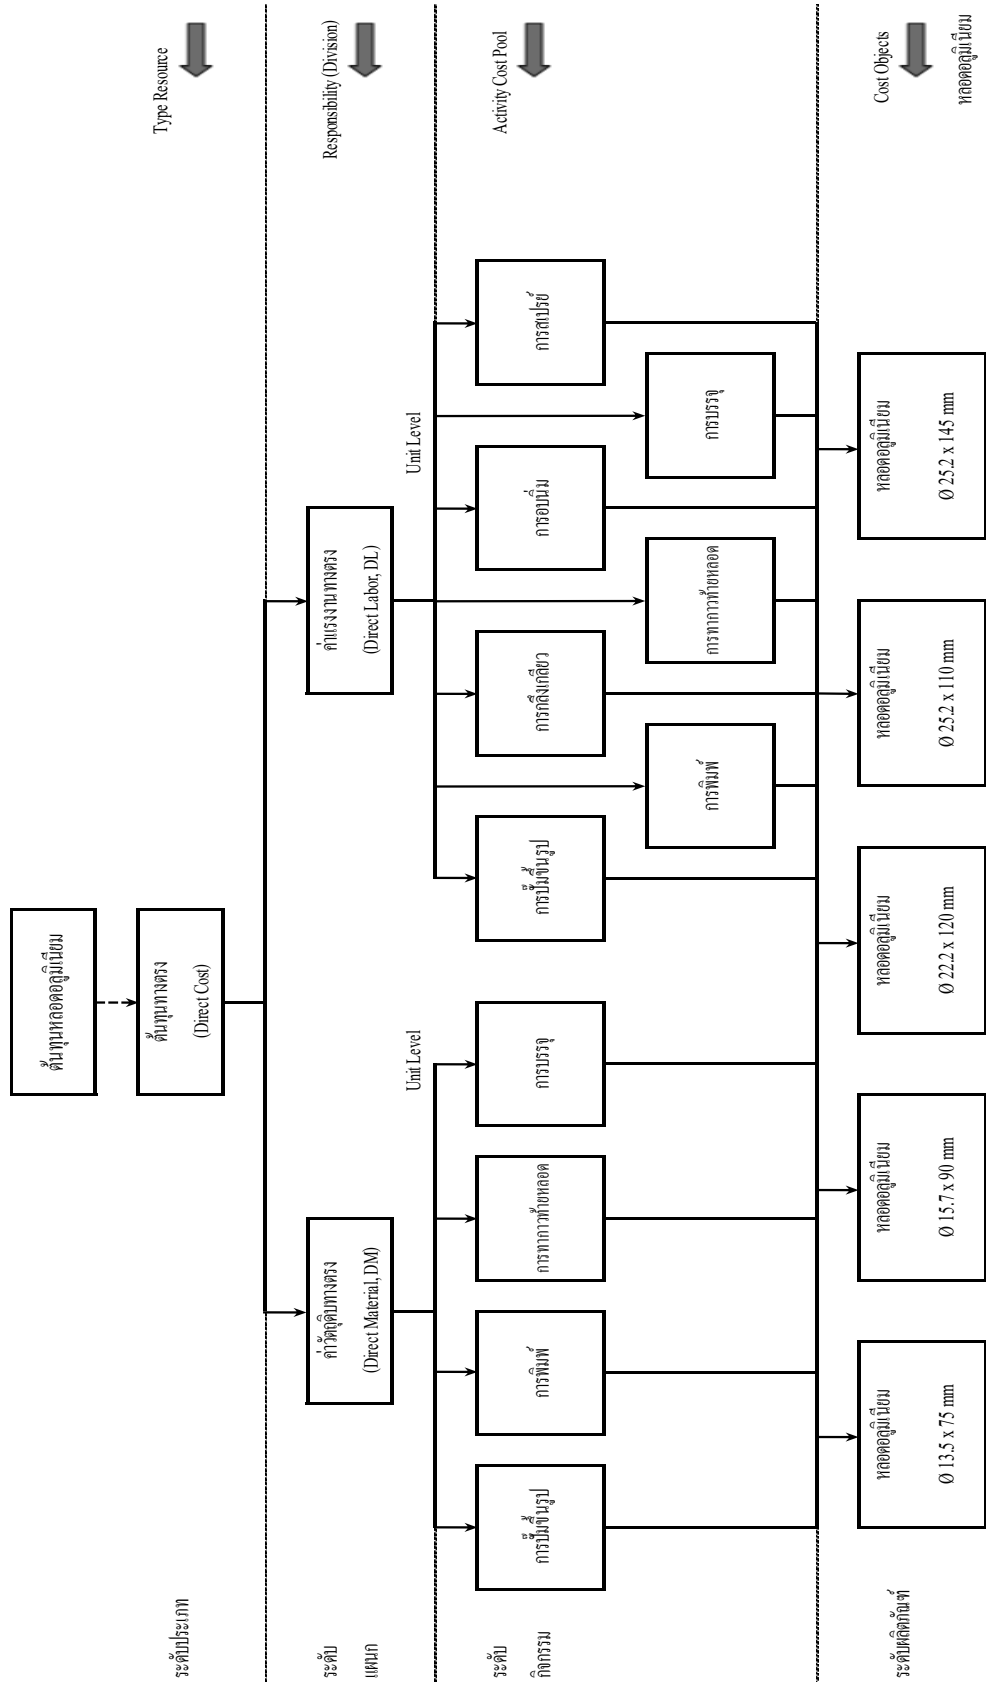 ต้นทุนหลอดอลูมิเนียม
ระดับประเภท
ต้นทุนทางตรง
(Direct Cost)
Type Resource
ระดับ
แผนก
ค่าวัตถุดิบทางตรง
(Direct Material, DM)
ค่าแรงงานทางตรง
(Direct Labor, DL)
Responsibility (Division)
Unit Level
Unit Level
ระดับ
กิจกรรม
การปั๊มขึ้นรูป
การพิมพ์
การทากาวท้ายหลอด
การบรรจุ
การปั๊มขึ้นรูป
การกลึงเกลียว
การอบนิ่ม
การสเปรย์
Activity Cost Pool
การพิมพ์
การทากาวท้ายหลอด
การบรรจุ
ระดับผลิตภัณฑ์
หลอดอลูมิเนียม
Ø 13.5 x 75 mm
หลอดอลูมิเนียม
Ø 15.7 x 90 mm
หลอดอลูมิเนียม
Ø 22.2 x 120 mm
หลอดอลูมิเนียม
Ø 25.2 x 110 mm
หลอดอลูมิเนียม
Ø 25.2 x 145 mm
Cost Objects
หลอดอลูมิเนียม